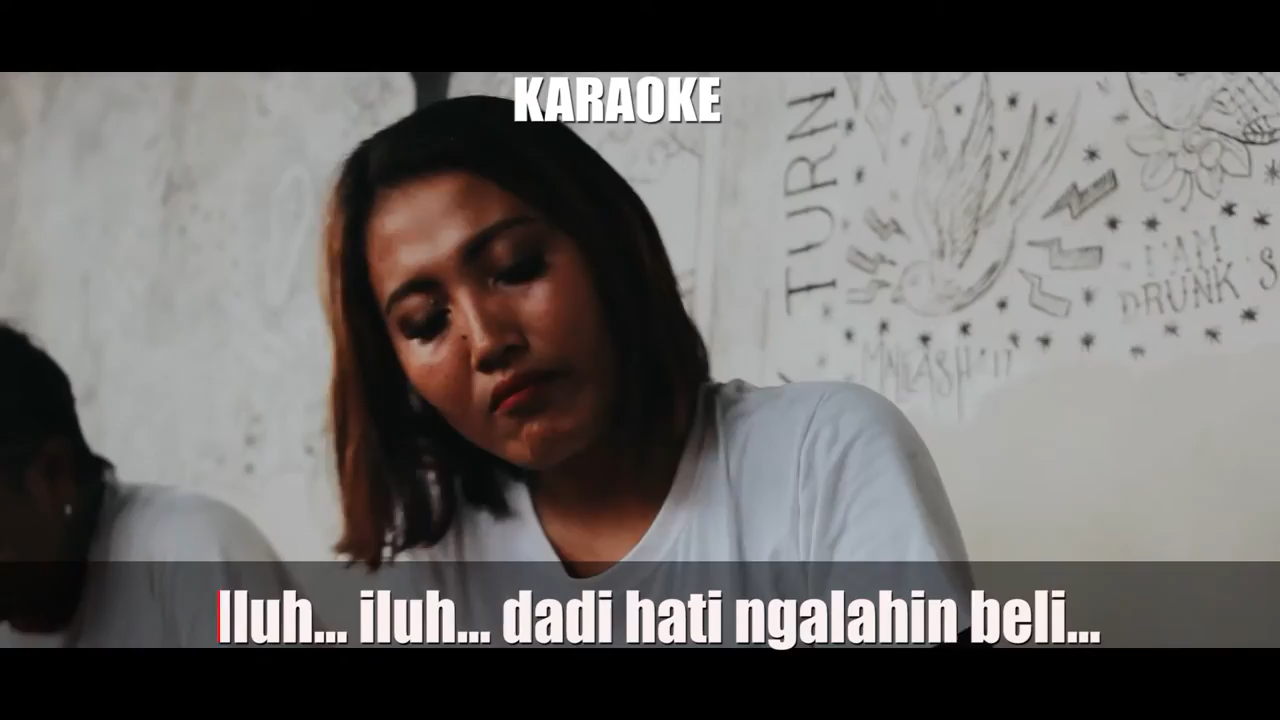 KARAOKE
TURN
I'AM
DRUNK S
Iluh... iluh... dadi hati ngalahin beli...